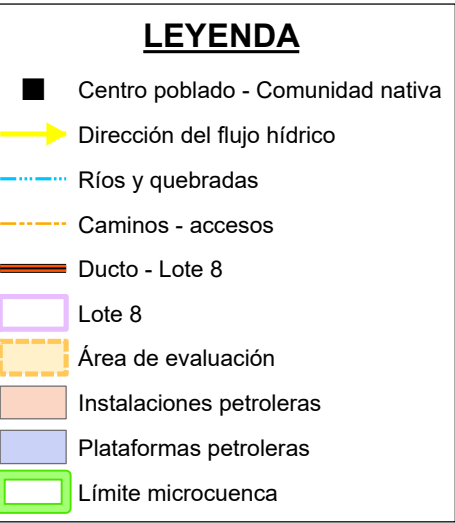 LEYENDA
Centro poblado - Comunidad nativa
Dirección del flujo hídrico
Ríos y quebradas
Caminos - accesos
Ducto - Lote 8
Lote 8
Área de evaluación
Instalaciones petroleras
Plataformas petroleras
Límite microcuenca